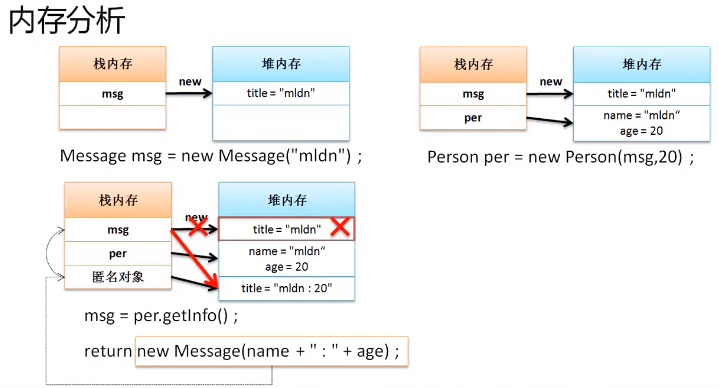 内存分析
栈内存
new
堆内存
msg
title = "mldn"
Message msg = new Message("mldn") ;
栈内存
new
堆内存
msg
title = "mldn"
per
name = "mldn“
age = 20
Person per = new Person(msg,20) ;
栈内存
new
堆内存
msg
title = "mldn"
per
name = "mldn“
age = 20
匿名对象
title = "mldn : 20"
msg = per.getInfo() ;
return new Message(name + " : " + age) ;